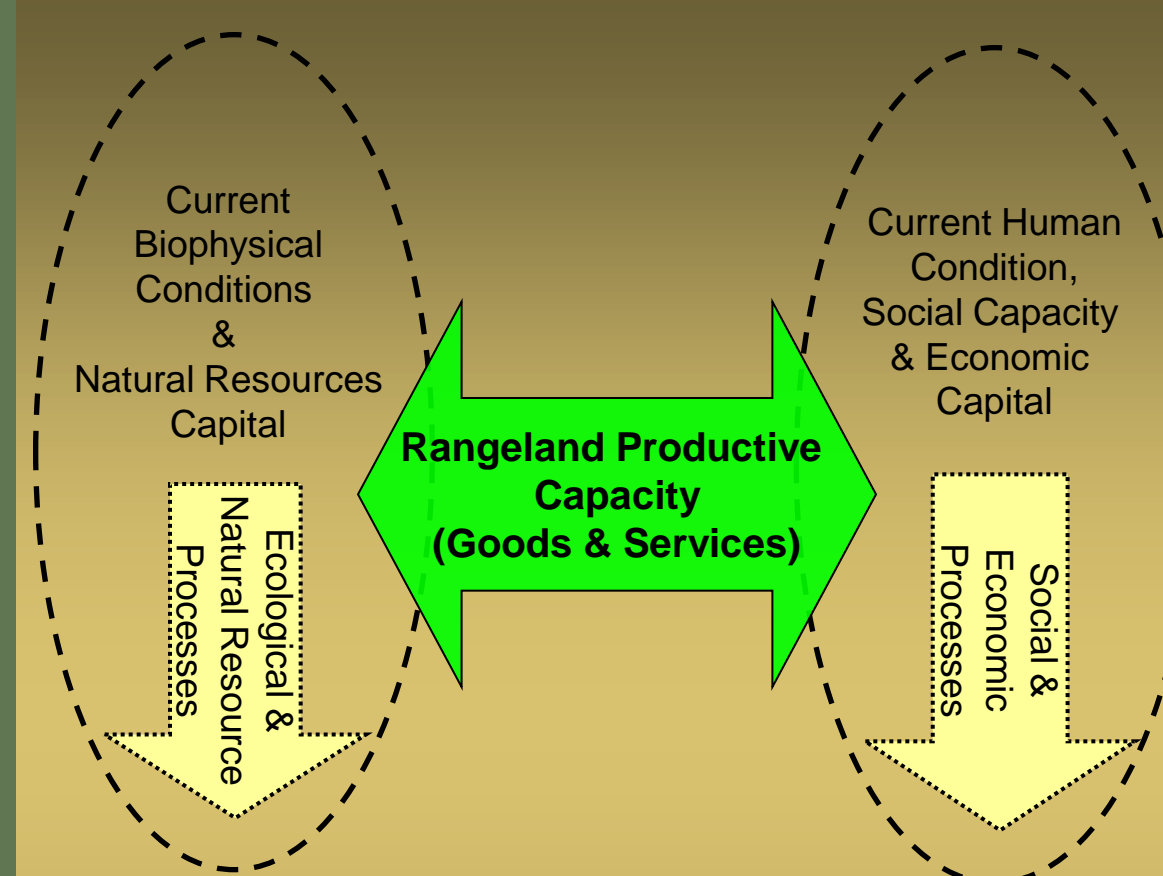 Current
Biophysical
Conditions
&
Natural Resources
Capital
Ecological &
Natural Resource
Processes
Rangeland Productive
Capacity
(Goods & Services)
Current Human
Condition,
Social Capacity
& Economic
Capital
Social &
Economic
Processes